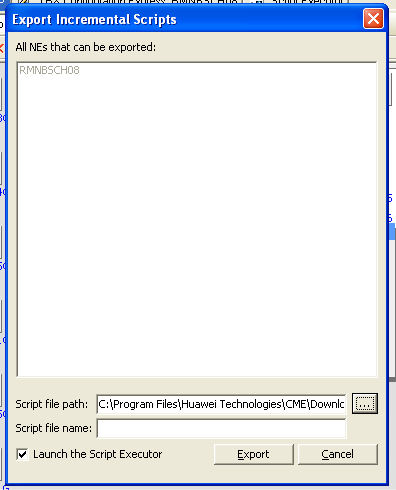 Export Incremental Scripts
All NEs that can be exported:
RMNBSCH08
Script file path: C:\Program Files\Huawei Technologies\CME\Downlc ...
Script file name:
Launch the Script Executor Export Cancel